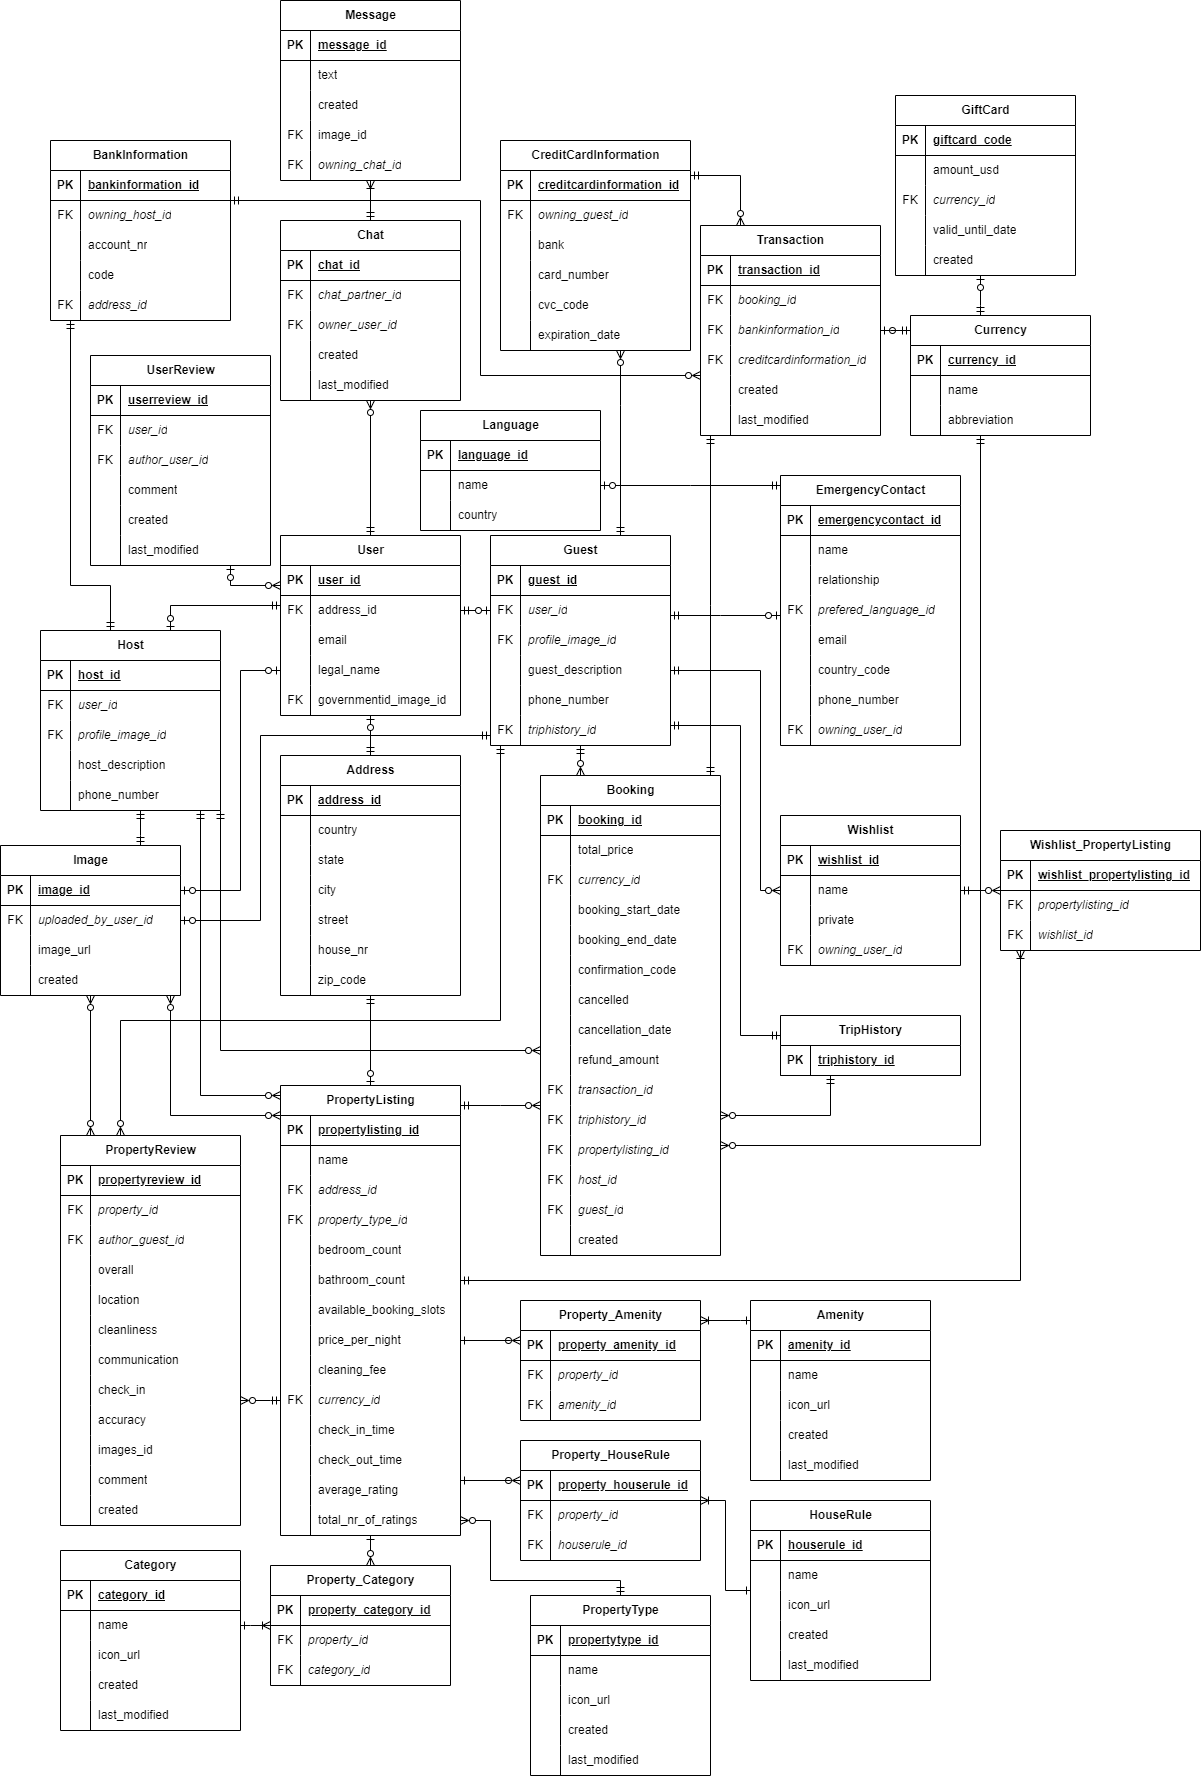 Message
PK message_id
text
created
FK image_id
FK owning_chat_id
BankInformation
PK bankinformation_id
FK owning_host_id
account_nr
code
FK address_id
CreditCardInformation
PK creditcardinformation_id
FK owning_guest_id
bank
card_number
cvc_code
expiration_date
GiftCard
PK giftcard_code
amount_usd
FK currency_id
valid_until_date
created
Chat
PK chat_id
FK chat_partner_id
FK owner_user_id
created
last_modified
Transaction
PK transaction_id
FK booking_id
FK bankinformation_id
FK creditcardinformation_id
created
last_modified
Currency
PK currency_id
name
abbreviation
UserReview
PK userreview_id
FK user_id
FK author_user_id
comment
created
last_modified
Language
PK language_id
name
country
EmergencyContact
PK emergencycontact_id
name
relationship
FK prefered_language_id
email
country_code
phone_number
FK owning_user_id
User
PK user_id
FK address_id
email
legal_name
FK governmentid_image_id
Guest
PK guest_id
FK user_id
FK profile_image_id
guest_description
phone_number
FK triphistory_id
Host
PK host_id
FK user_id
FK profile_image_id
host_description
phone_number
Address
PK address_id
country
state
city
street
house_nr
zip_code
Booking
PK booking_id
total_price
FK currency_id
booking_start_date
booking_end_date
confirmation_code
cancelled
cancellation_date
refund_amount
FK transaction_id
FK triphistory_id
FK propertylisting_id
FK host_id
FK guest_id
created
Wishlist
PK wishlist_id
name
private
FK owning_user_id
Wishlist_PropertyListing
PK wishlist_propertylisting_id
FK propertylisting_id
FK wishlist_id
Image
PK image_id
FK uploaded_by_user_id
image_url
created
TripHistory
PK triphistory_id
PropertyListing
PK propertylisting_id
name
FK address_id
FK property_type_id
bedroom_count
bathroom_count
available_booking_slots
price_per_night
cleaning_fee
FK currency_id
check_in_time
check_out_time
average_rating
total_nr_of_ratings
PropertyReview
PK propertyreview_id
FK property_id
FK author_guest_id
overall
location
cleanliness
communication
check_in
accuracy
images_id
comment
created
Property_Amenity
PK property_amenity_id
FK property_id
FK amenity_id
Amenity
PK amenity_id
name
icon_url
created
last_modified
Property_HouseRule
PK property_houserule_id
FK property_id
FK houserule_id
HouseRule
PK houserule_id
name
icon_url
created
last_modified
Category
PK category_id
name
icon_url
created
last_modified
Property_Category
PK property_category_id
FK property_id
FK category_id
PropertyType
PK propertytype_id
name
icon_url
created
last_modified